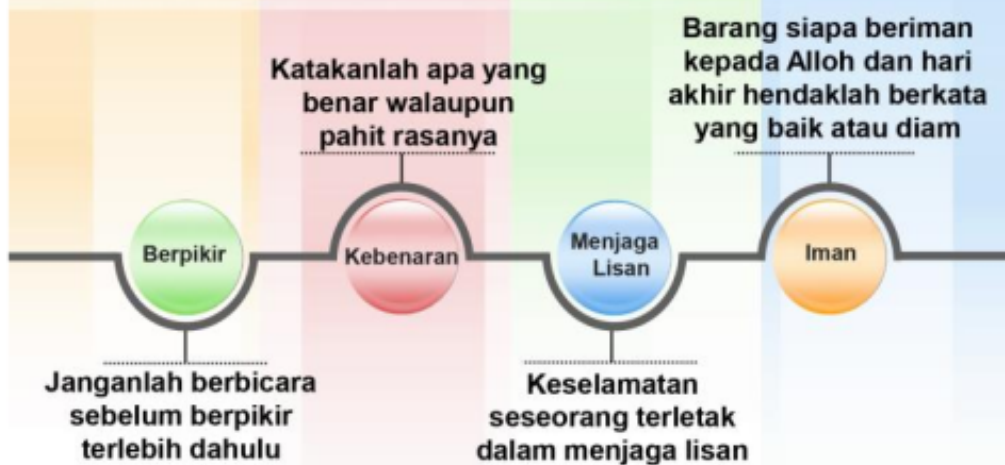 Berpikir
Janganlah berbicara
sebelum berpikir
terlebih dahulu
Katakanlah apa yang
benar walaupun
pahit rasanya
Kebenaran
Menjaga
Lisan
Keselamatan
seseorang terletak
dalam menjaga lisan
Barang siapa beriman
kepada Alloh dan hari
akhir hendaklah berkata
yang baik atau diam
Iman